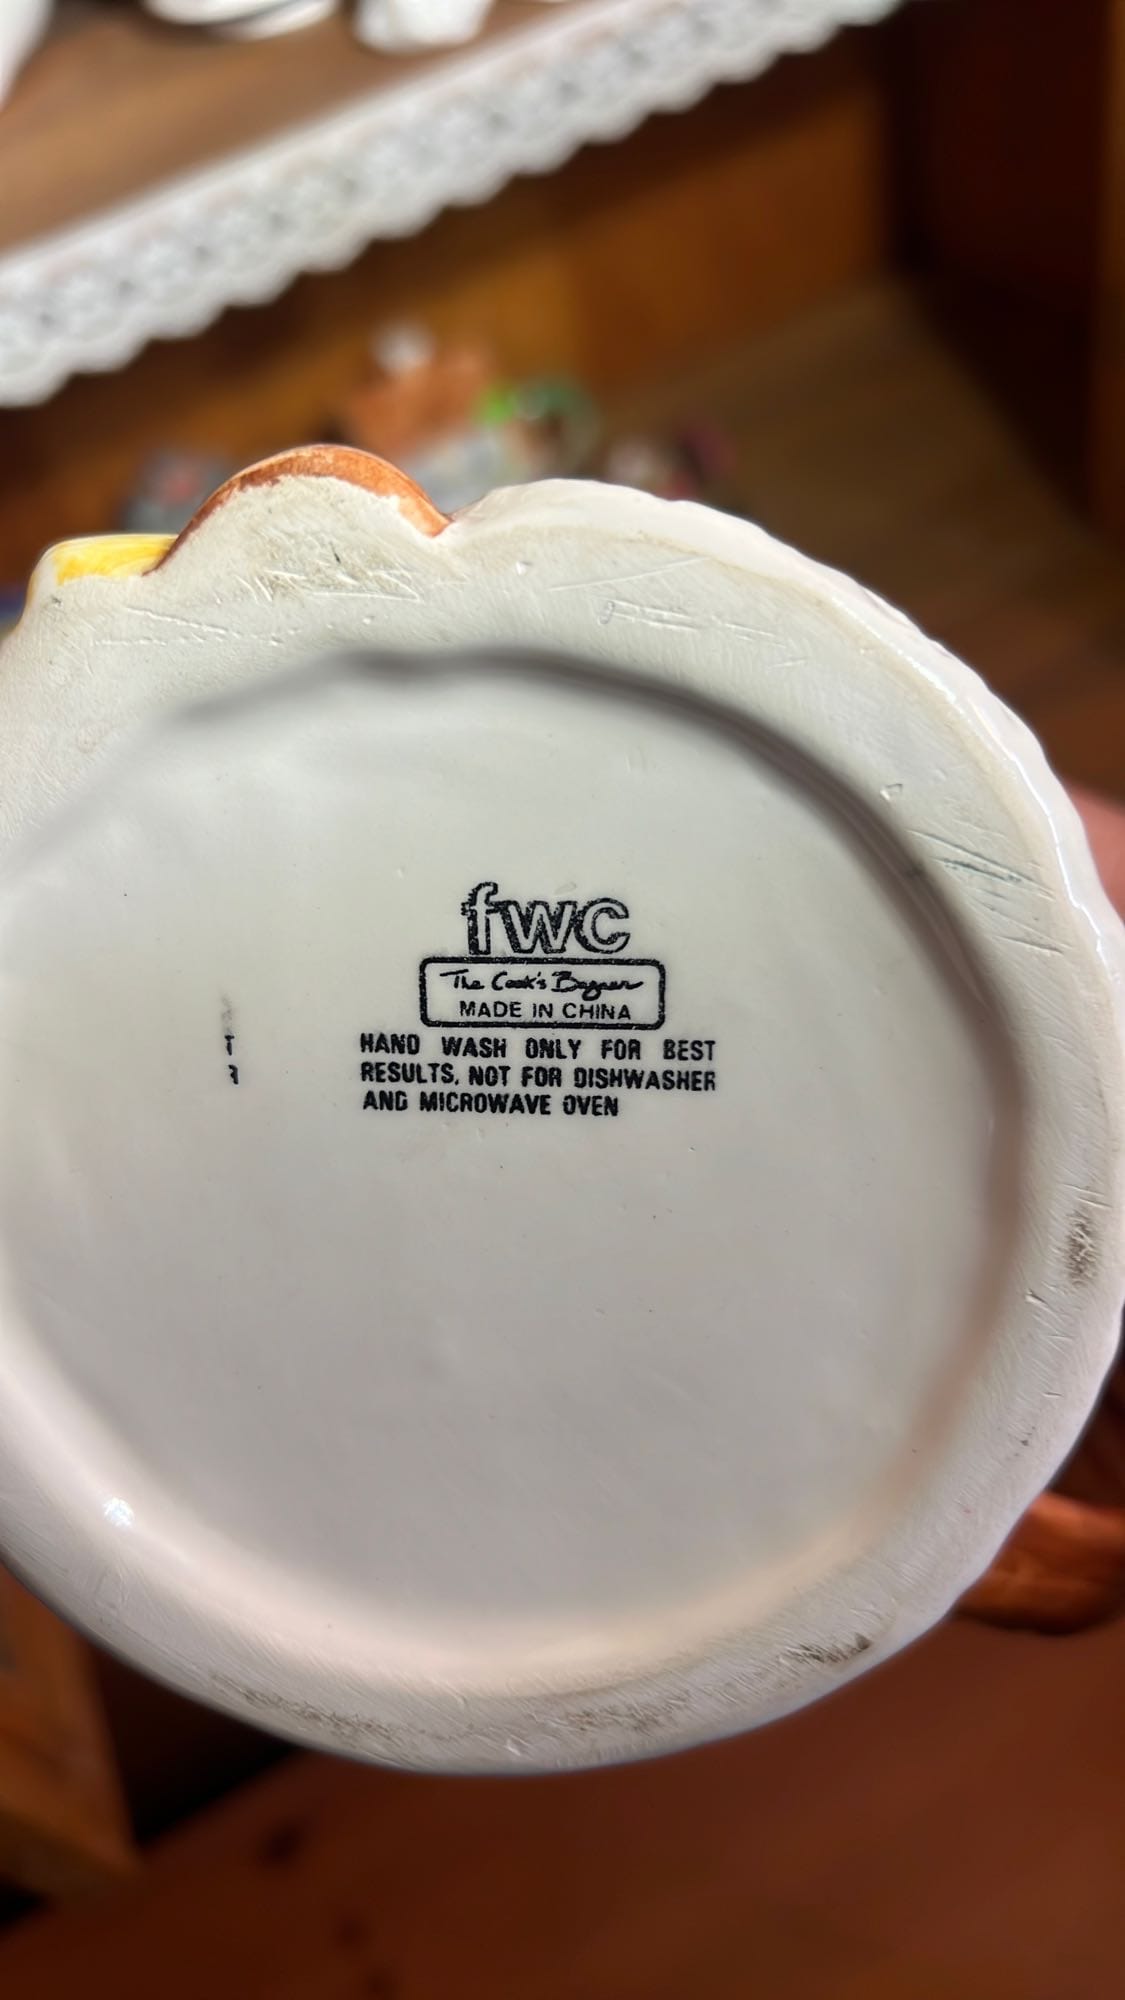 fwc
The Cook's Bazaar
MADE IN CHINA
HAND WASH ONLY FOR BEST
RESULTS, NOT FOR DISHWASHER
AND MICROWAVE OVEN